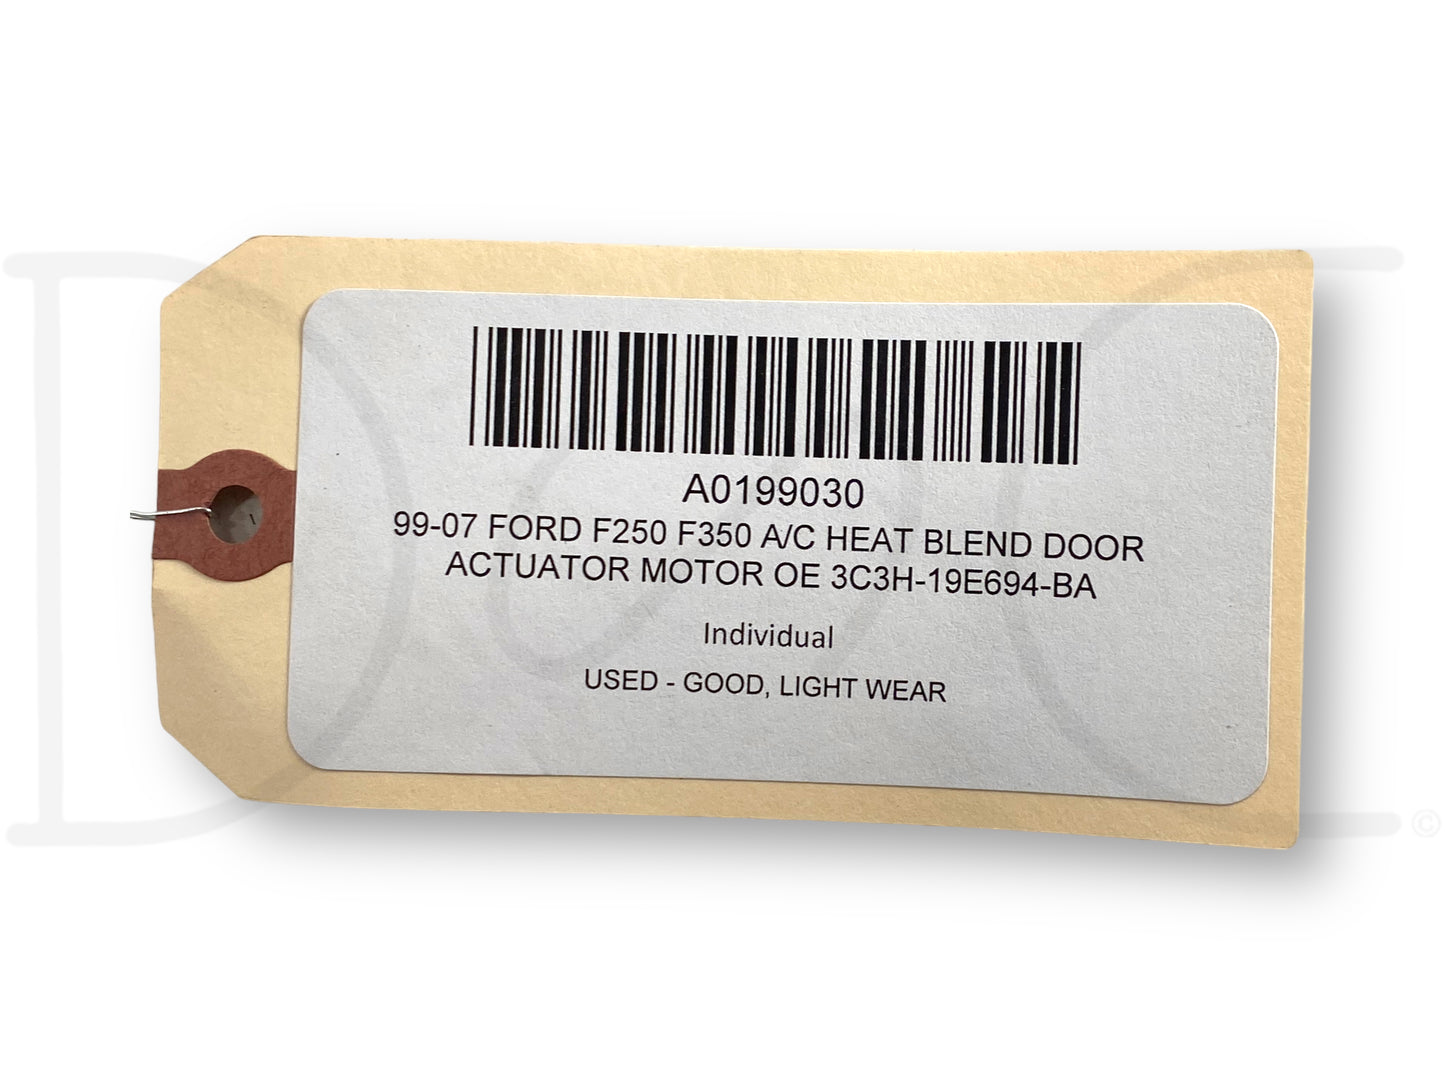 A0199030
99-07 FORD F250 F350 A/C HEAT BLEND DOOR
ACTUATOR MOTOR OE 3C3H-19E694-BA
Individual
USED - GOOD, LIGHT WEAR
©